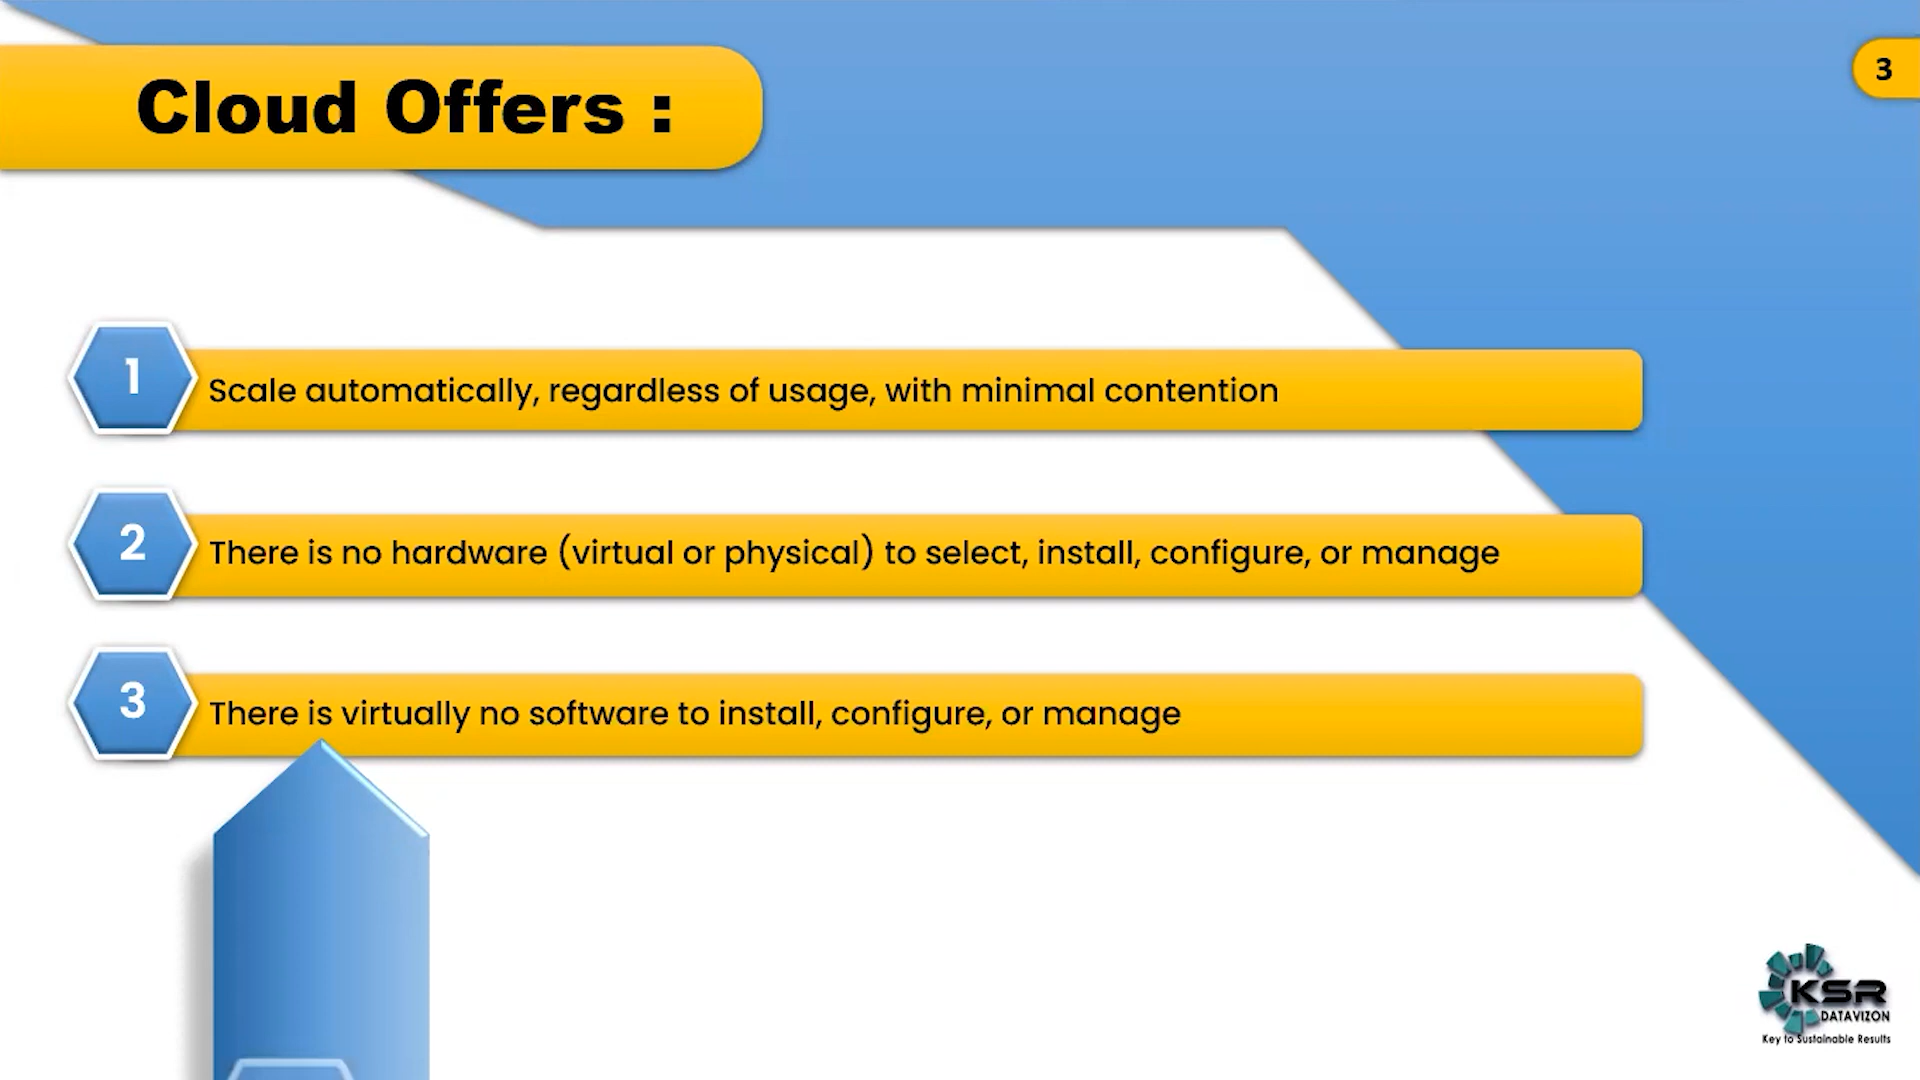 Cloud Offers :
3
1
Scale automatically, regardless of usage, with minimal contention
2
There is no hardware (virtual or physical) to select, install, configure, or manage
3
There is virtually no software to install, configure, or manage
KSR
DATAVIZON
Key to Sustainable Results